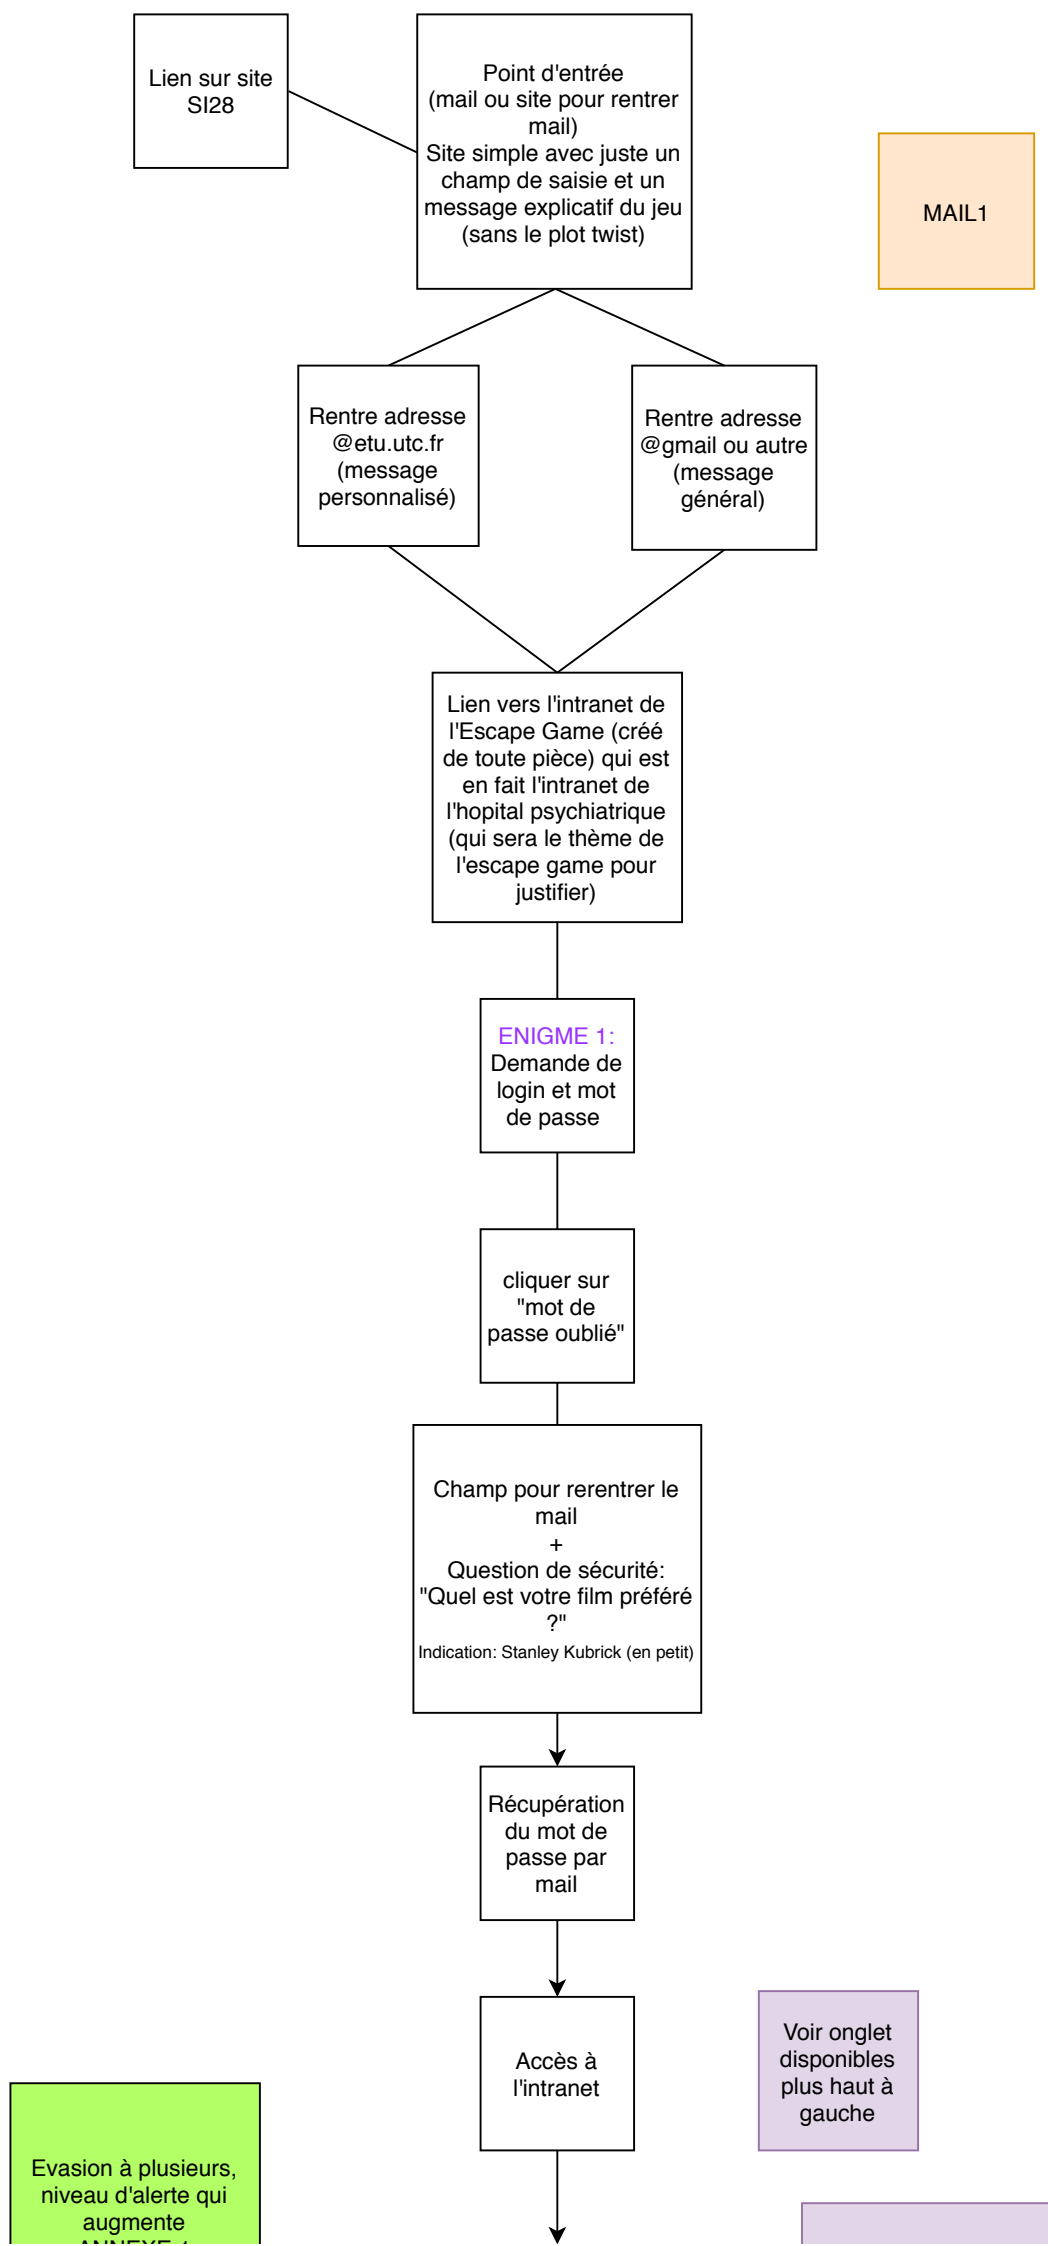 Lien sur site
SI28
Point d'entrée
(mail ou site pour rentrer
mail)
Site simple avec juste un
champ de saisie et un
message explicatif du jeu
(sans le plot twist)
MAIL1
Rentre adresse
@etu.utc.fr
(message
personnalisé)
Rentre adresse
@gmail ou autre
(message
général)
Lien vers l'intranet de
l'Escape Game (créé
de toute pièce) qui est
en fait l'intranet de
l'hopital psychiatrique
(qui sera le thème de
l'escape game pour
justifier)
ENIGME 1:
Demande de
login et mot
de passe
cliquer sur
"mot de
passe oublié"
Champ pour rerentrer le
mail
+
Question de sécurité:
"Quel est votre film préféré
?"
Indication: Stanley Kubrick (en petit)
Récupération
du mot de
passe par
mail
Accès à
l'intranet
Voir onglet
disponibles
plus haut à
gauche
Evasion à plusieurs,
niveau d'alerte qui
augmente
ANNEXE